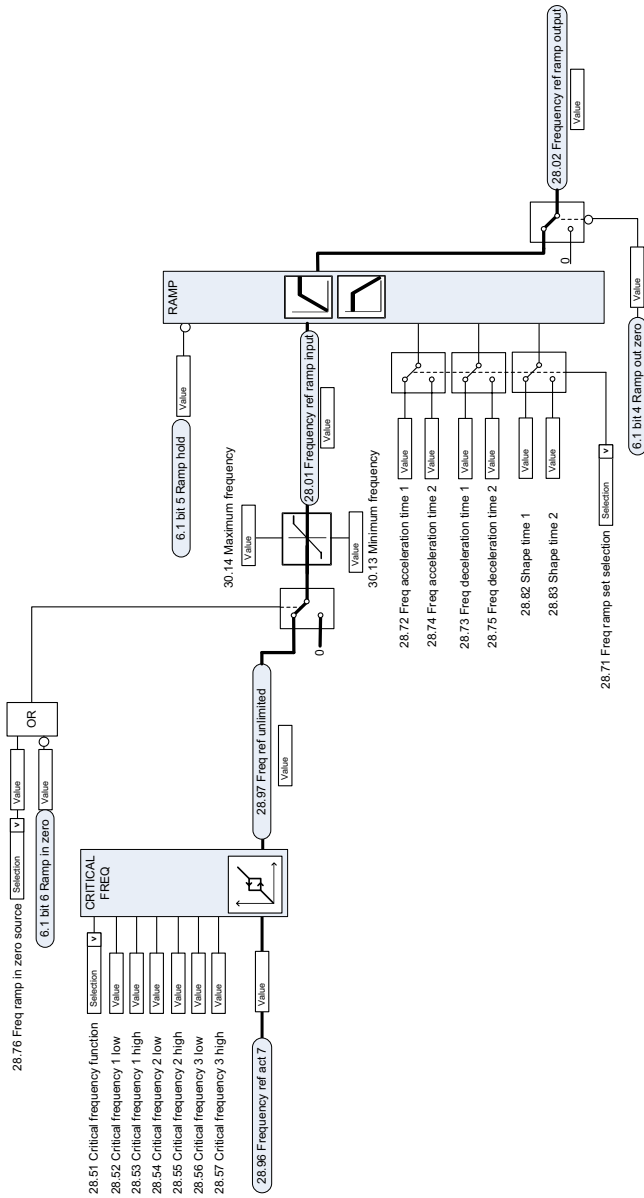 28.76 Freq ramp in zero source
Selection
v
Value
6.1 bit 6 Ramp in zero
Value
OR
28.51 Critical frequency function
Selection
v
28.52 Critical frequency 1 low
Value
28.53 Critical frequency 1 high
Value
28.54 Critical frequency 2 low
Value
28.55 Critical frequency 2 high
Value
28.56 Critical frequency 3 low
Value
28.57 Critical frequency 3 high
Value
28.96 Frequency ref act 7
Value
CRITICAL
FREQ
28.97 Freq ref unlimited
Value
0
30.14 Maximum frequency
Value
30.13 Minimum frequency
Value
28.01 Frequency ref ramp input
Value
6.1 bit 5 Ramp hold
Value
RAMP
28.72 Freq acceleration time 1
Value
28.74 Freq acceleration time 2
Value
28.73 Freq deceleration time 1
Value
28.75 Freq deceleration time 2
Value
28.82 Shape time 1
Value
28.83 Shape time 2
Value
28.71 Freq ramp set selection
Selection
v
0
28.02 Frequency ref ramp output
Value
6.1 bit 4 Ramp out zero
Value